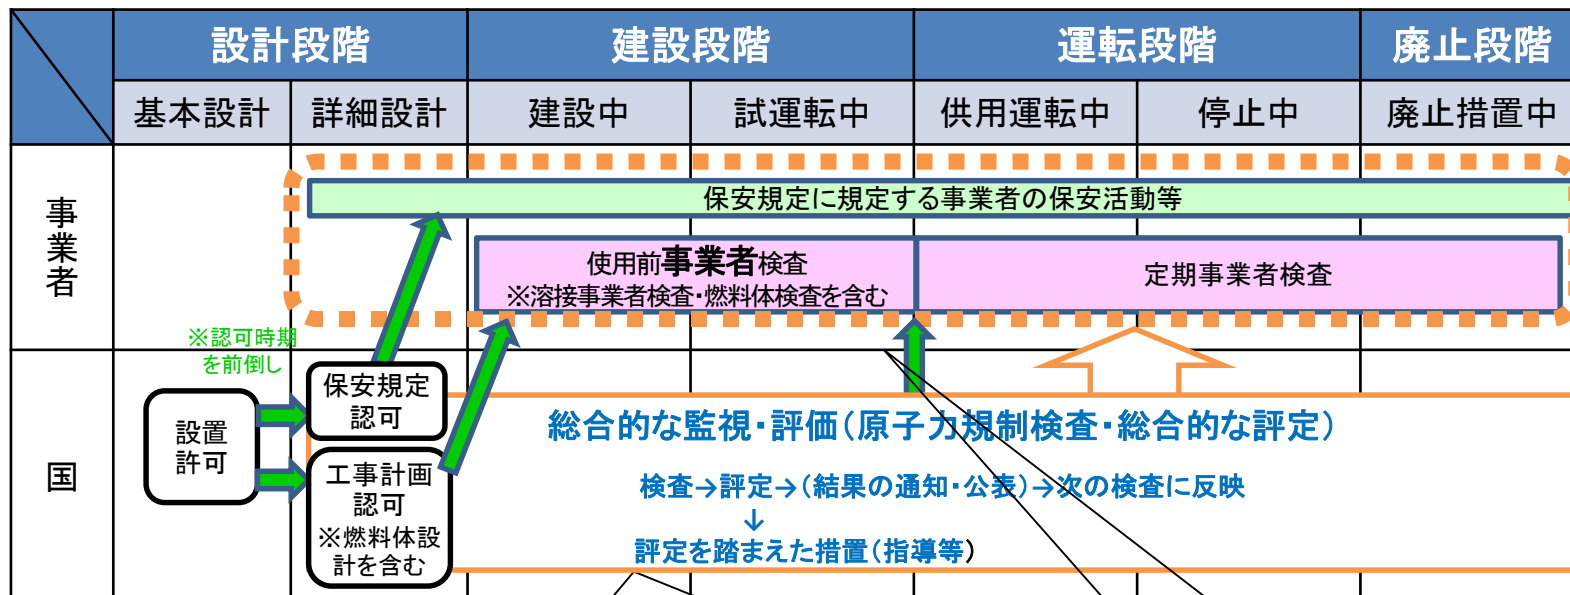 設計段階
建設段階
運転段階
廃止段階
基本設計
詳細設計
建設中
試運転中
供用運転中
停止中
廃止措置中
事業者
保安規定に規定する事業者の保安活動等
使用前事業者検査
※溶接事業者検査・燃料体検査を含む
定期事業者検査
※認可時期
を前倒し
国
設置
許可
保安規定
認可
工事計画
認可
※燃料体設
計を含む
総合的な監視・評価(原子力規制検査・総合的な評定)
検査→評定→(結果の通知・公表)→次の検査に反映
↓
評定を踏まえた措置(指導等)